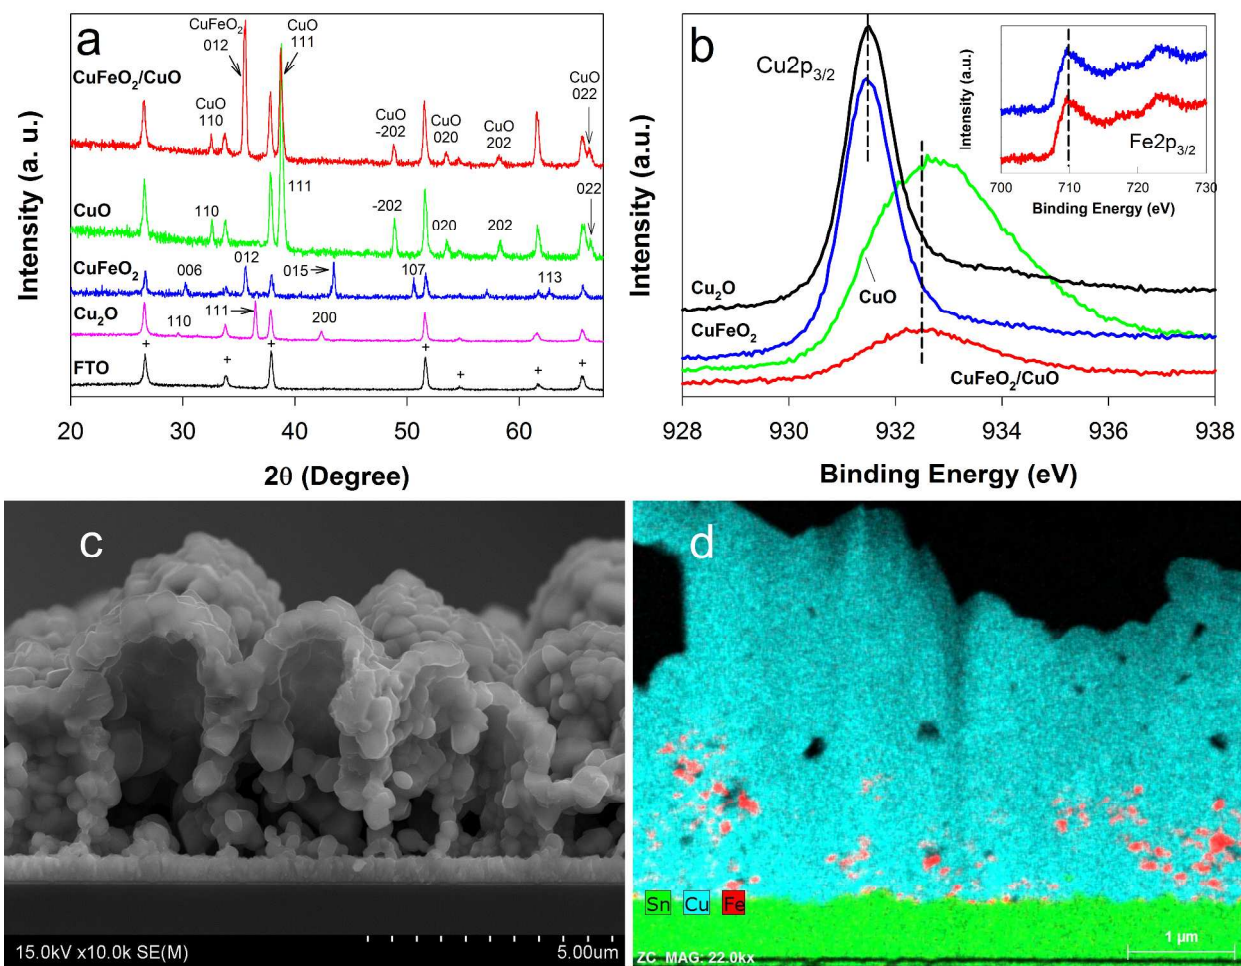 a
CuFeO₂
012
CuO
111
CuFeO₂/CuO
CuO
110
CuO
-202
CuO
020
CuO
202
CuO
022
CuO
110
111
-202
020
202
022
CuFeO₂
006
012
015
107
113
Cu₂O
110
111
200
FTO
+ + + + + + +
20 30 40 50 60
2θ (Degree)
Intensity (a. u.)
b
Cu2p3/2
Cu₂O
CuO
CuFeO₂
CuFeO₂/CuO
928 930 932 934 936 938
Binding Energy (eV)
Intensity (a.u.)
Fe2p3/2
700 710 720 730
Binding Energy (eV)
c
15.0kV x10.0k SE(M)
5.00um
d
Sn Cu Fe
ZC MAG: 22.0kx
1 µm